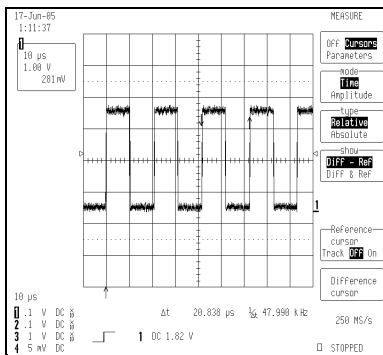 17-Jun-05
1:11:37
1
10 µs
1.00 V
281mV
MEASURE
OFF Cursors
Parameters
mode
Time
Amplitude
type
Relative
Absolute
show
Diff - Ref
Diff & Ref
1
Reference
cursor
Track Off On
Difference
cursor
10 µs
1 .1 V DC
2 .1 V DC
3 1 V DC
4 5 mV DC
Δt 20.838 µs 1/Δt 47.990 kHz
1 DC 1.82 V
250 MS/s
STOPPED